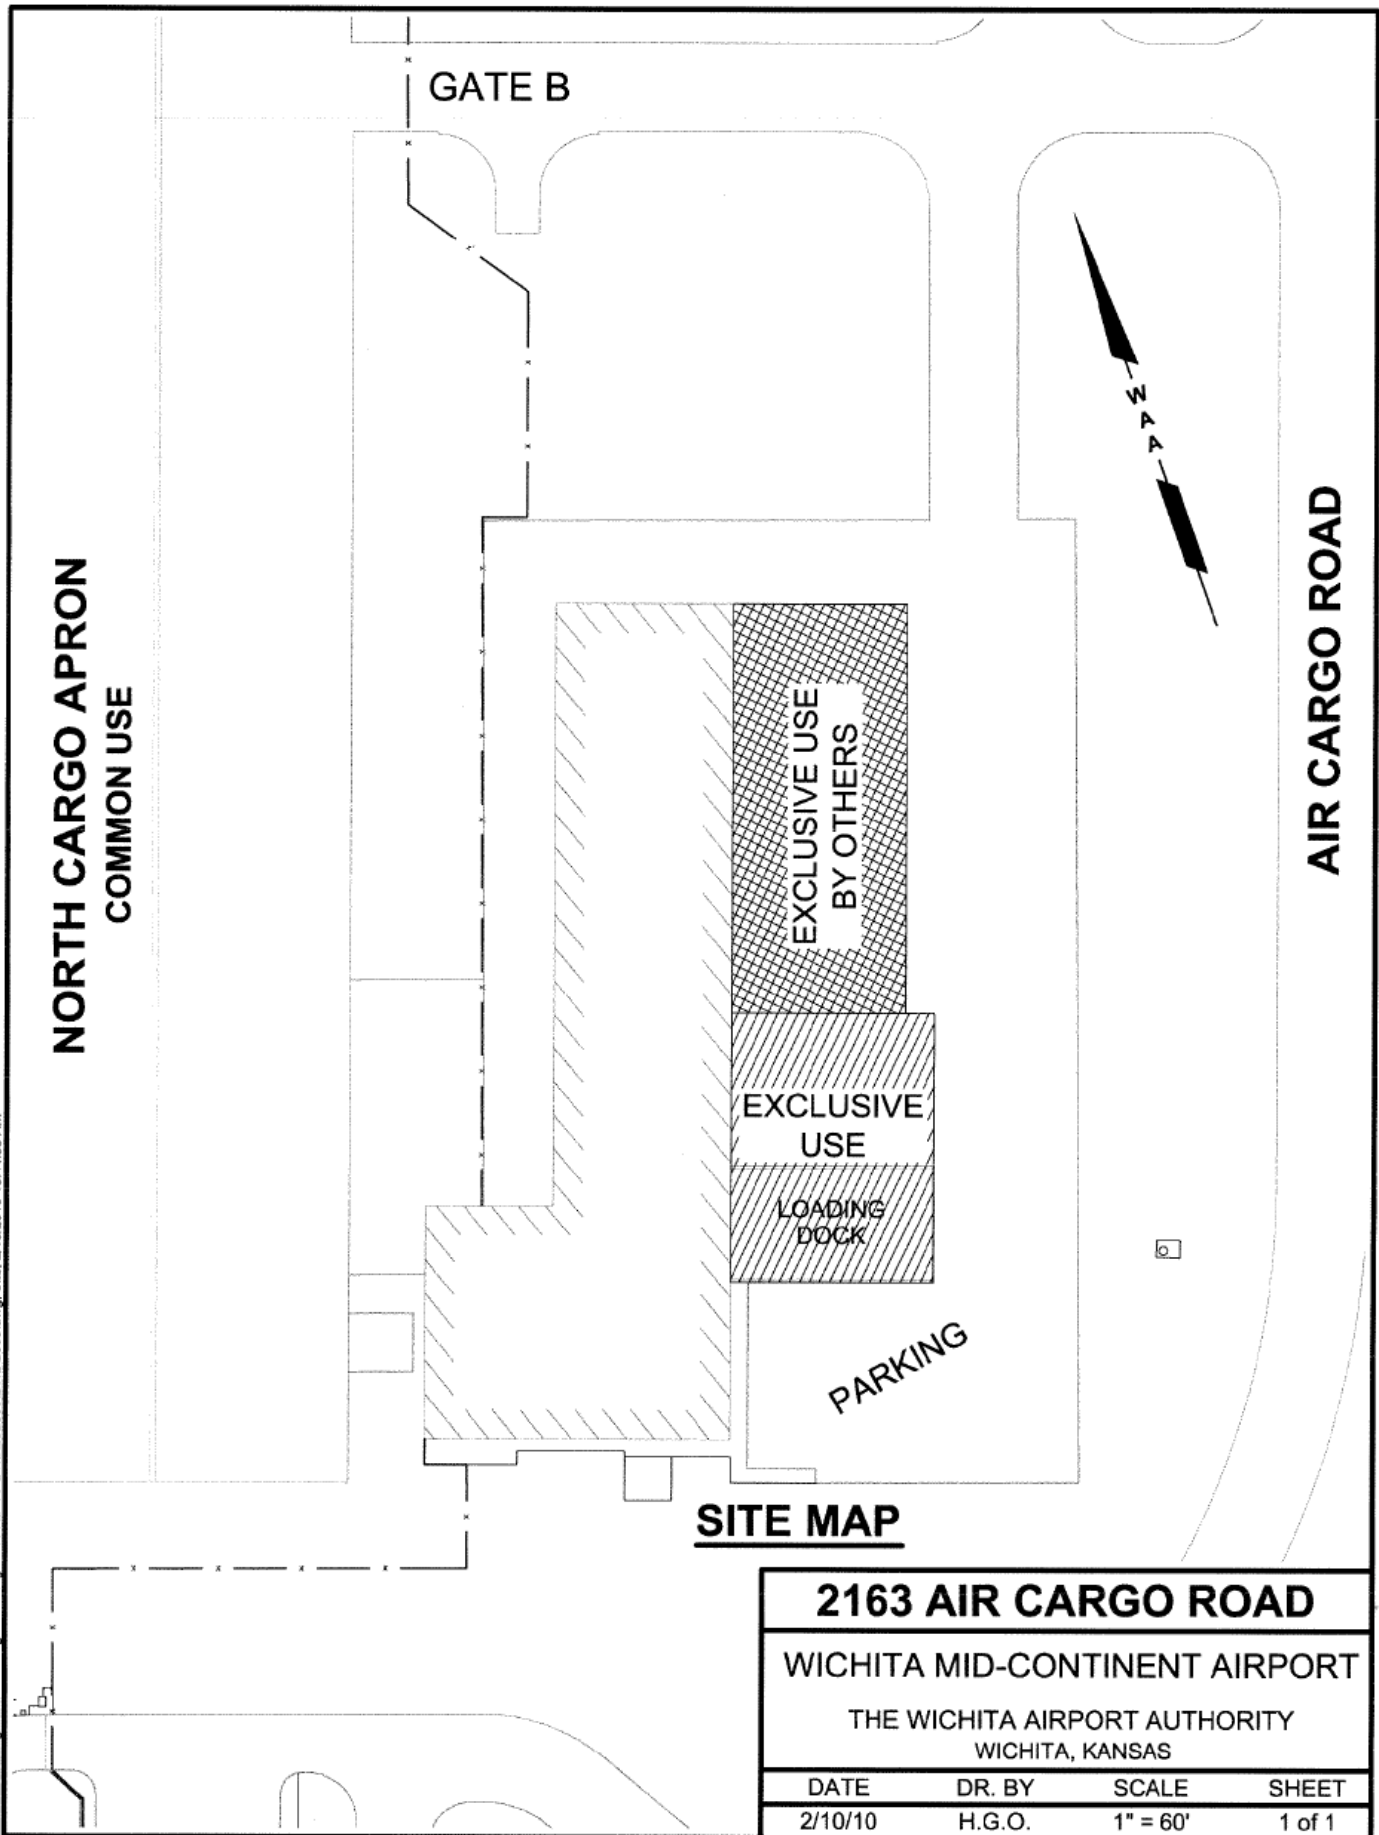 GATE B
WAA
NORTH CARGO APRON
COMMON USE
AIR CARGO ROAD
EXCLUSIVE USE
BY OTHERS
EXCLUSIVE
USE
LOADING
DOCK
PARKING
SITE MAP
2163 AIR CARGO ROAD
WICHITA MID-CONTINENT AIRPORT
THE WICHITA AIRPORT AUTHORITY
WICHITA, KANSAS
DATE DR. BY SCALE SHEET
2/10/10 H.G.O. 1" = 60' 1 of 1